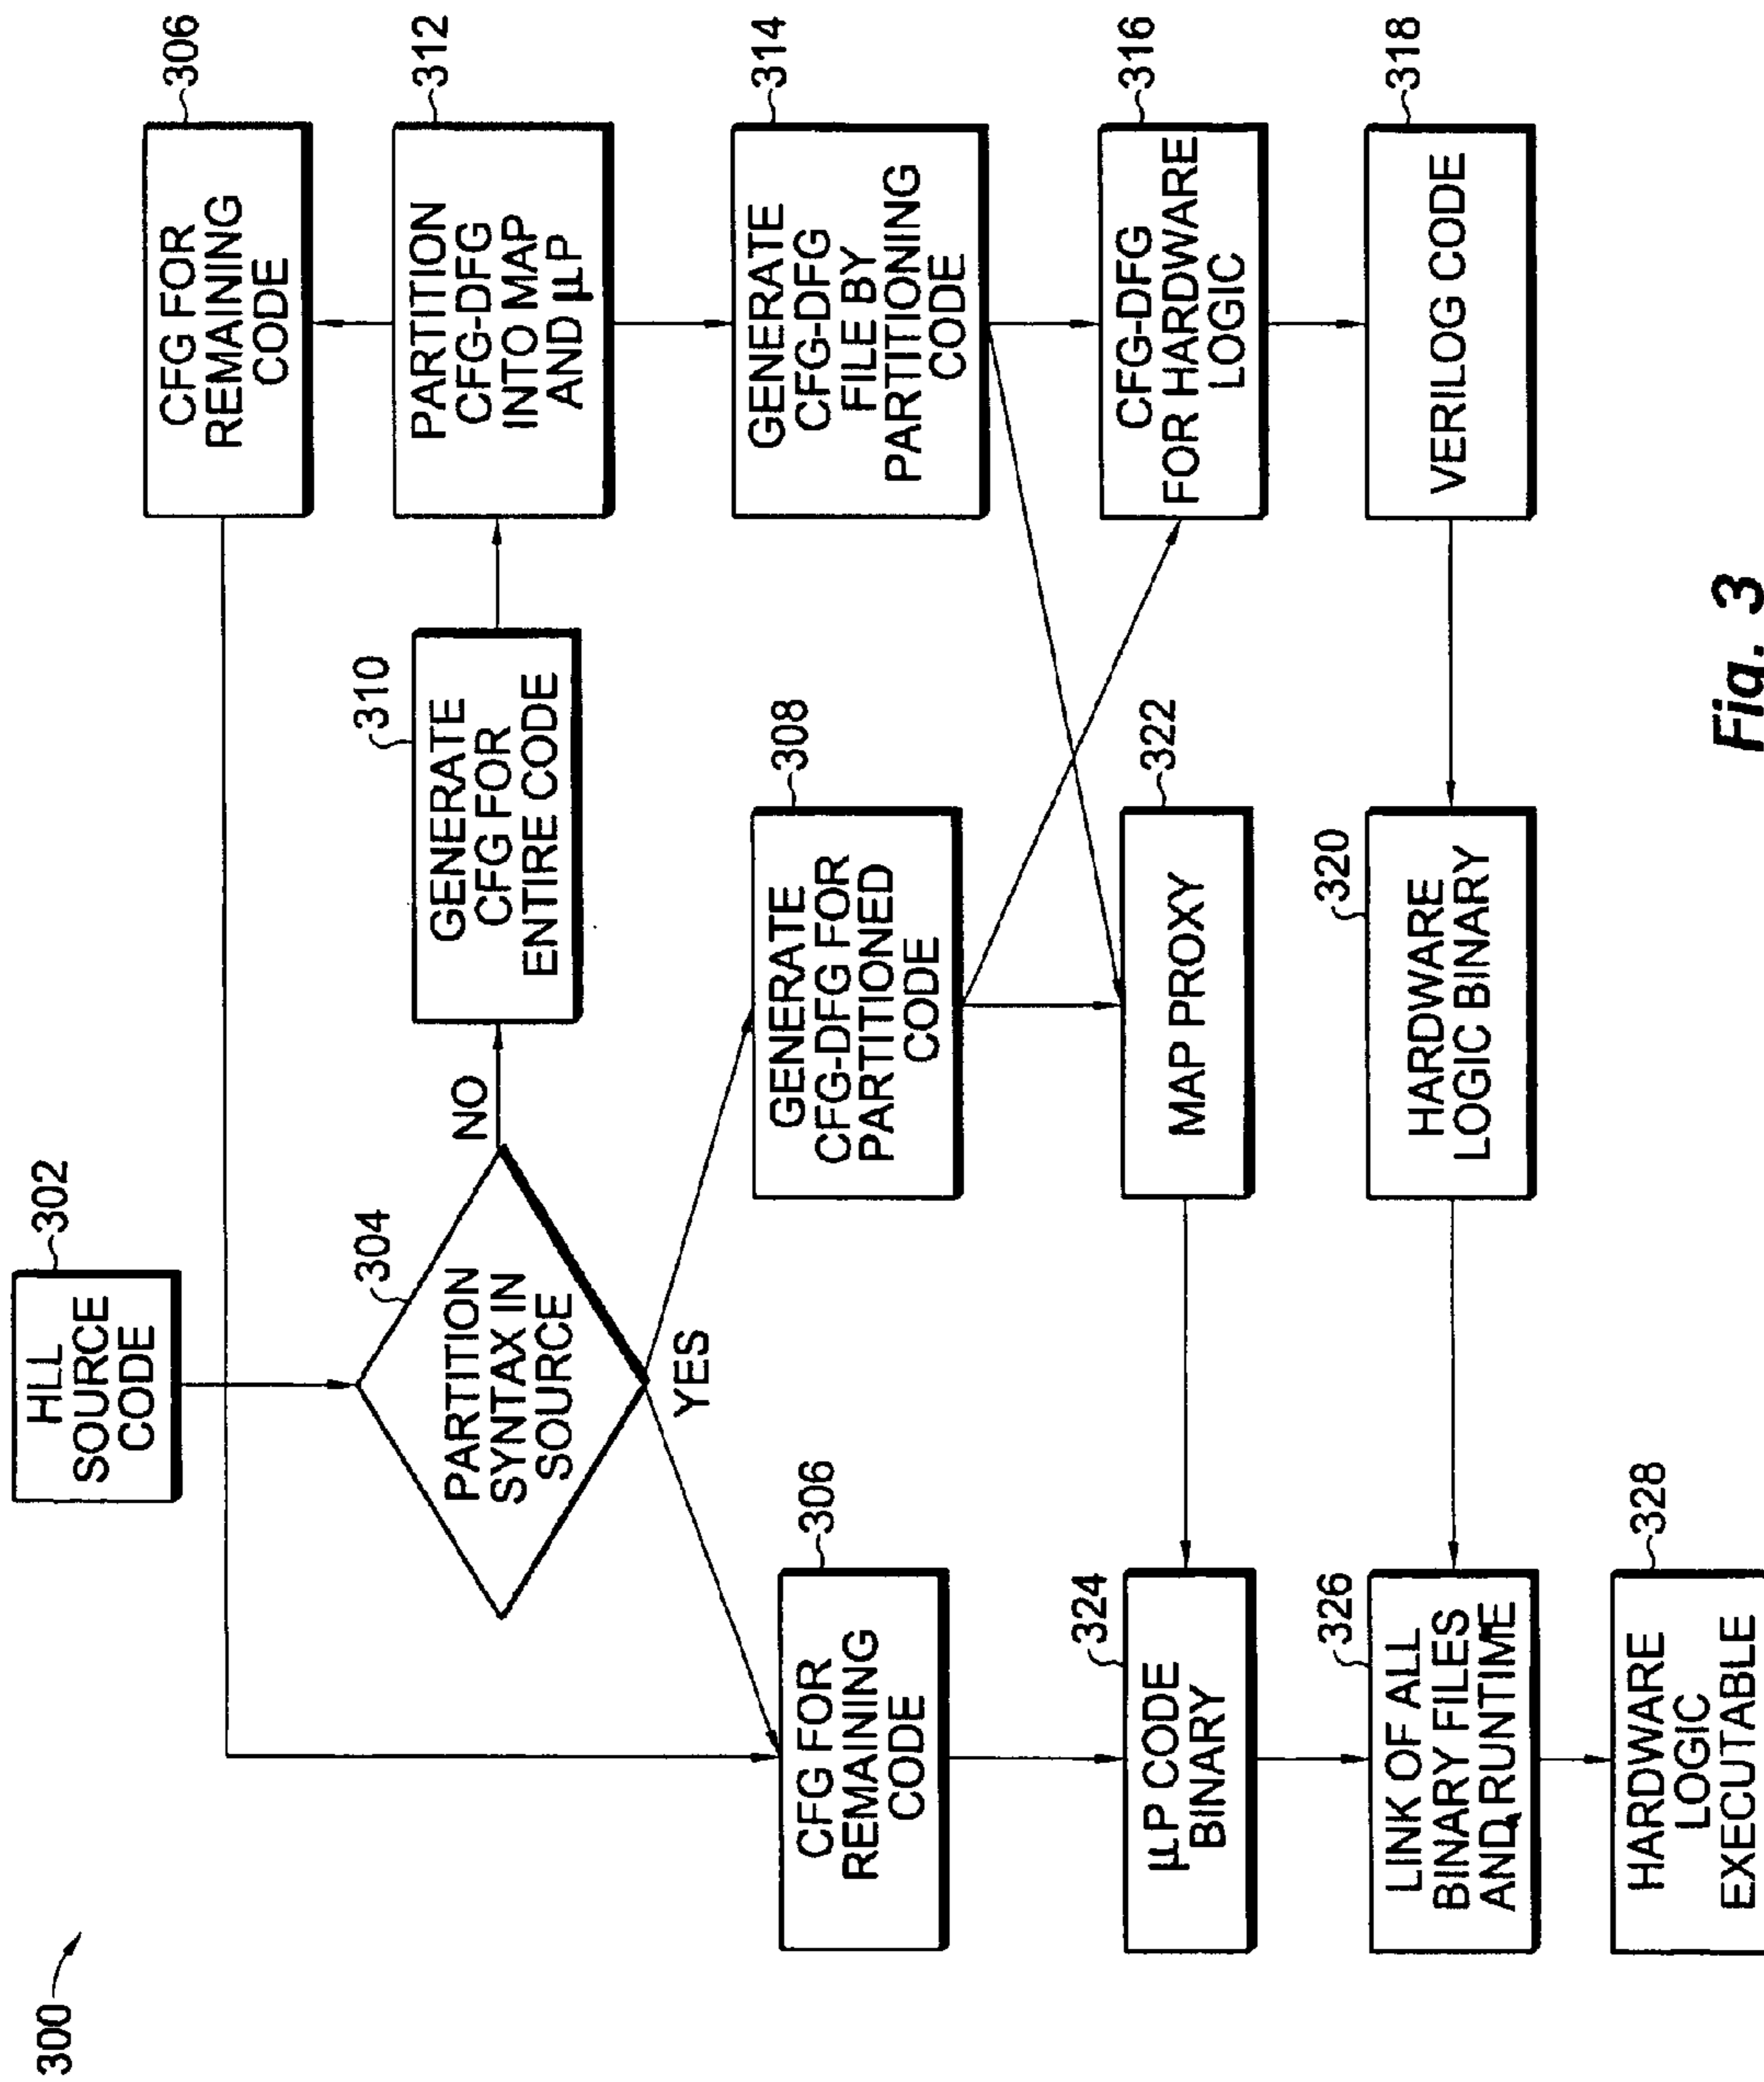 300
HLL
SOURCE
CODE
302
306
CFG FOR
REMAINING
CODE
304
PARTITION
SYNTAX IN
SOURCE
NO
YES
310
GENERATE
CFG FOR
ENTIRE CODE
312
PARTITION
CFG-DFG
INTO MAP
AND µP
306
CFG FOR
REMAINING
CODE
308
GENERATE
CFG-DFG FOR
PARTITIONED
CODE
314
GENERATE
CFG-DFG
FILE BY
PARTITIONING
CODE
324
µP CODE
BINARY
322
MAP PROXY
316
CFG-DFG
FOR HARDWARE
LOGIC
326
LINK OF ALL
BINARY FILES
AND RUNTIME
320
HARDWARE
LOGIC BINARY
318
VERILOG CODE
328
HARDWARE
LOGIC
EXECUTABLE
Fig. 3